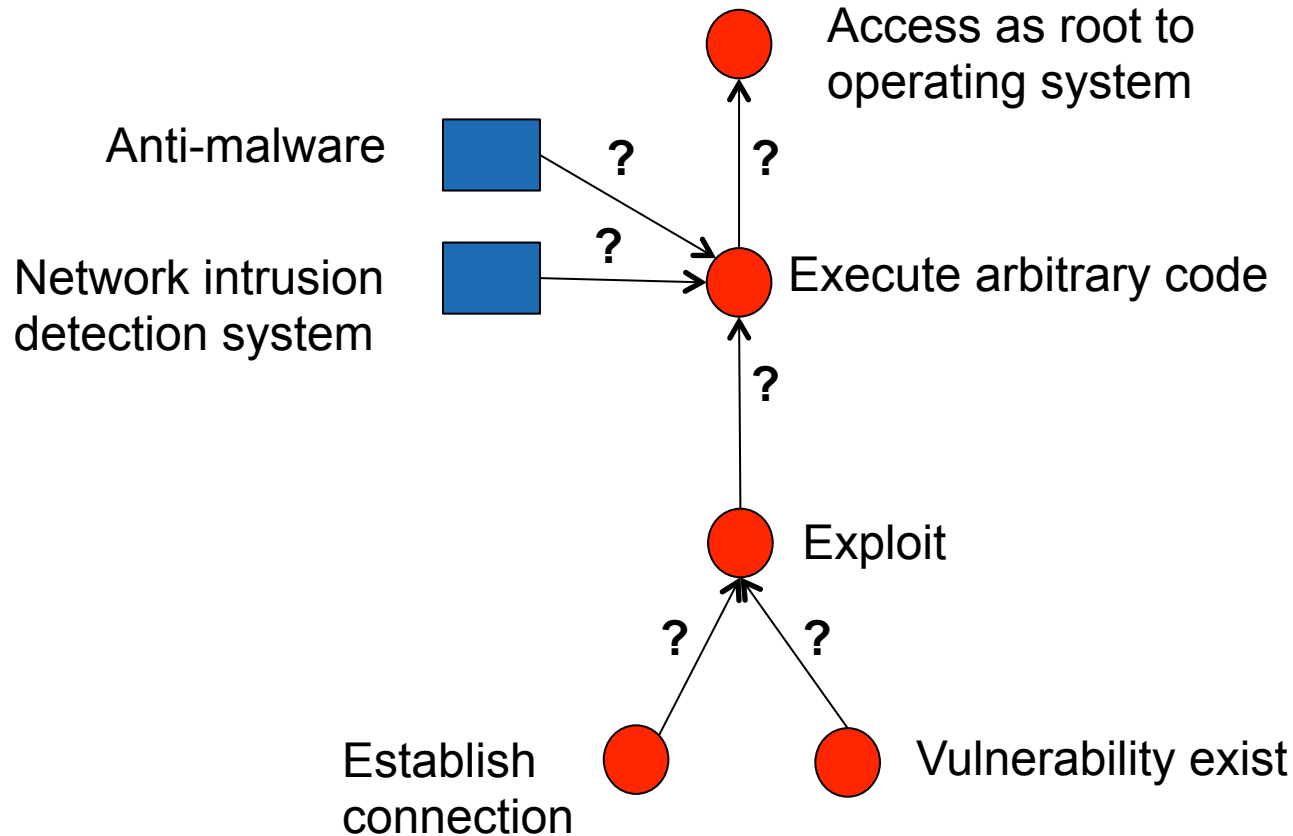 Access as root to
operating system
Anti-malware
?
?
?
Network intrusion
detection system
Execute arbitrary code
?
Exploit
?
?
Establish
connection
Vulnerability exist